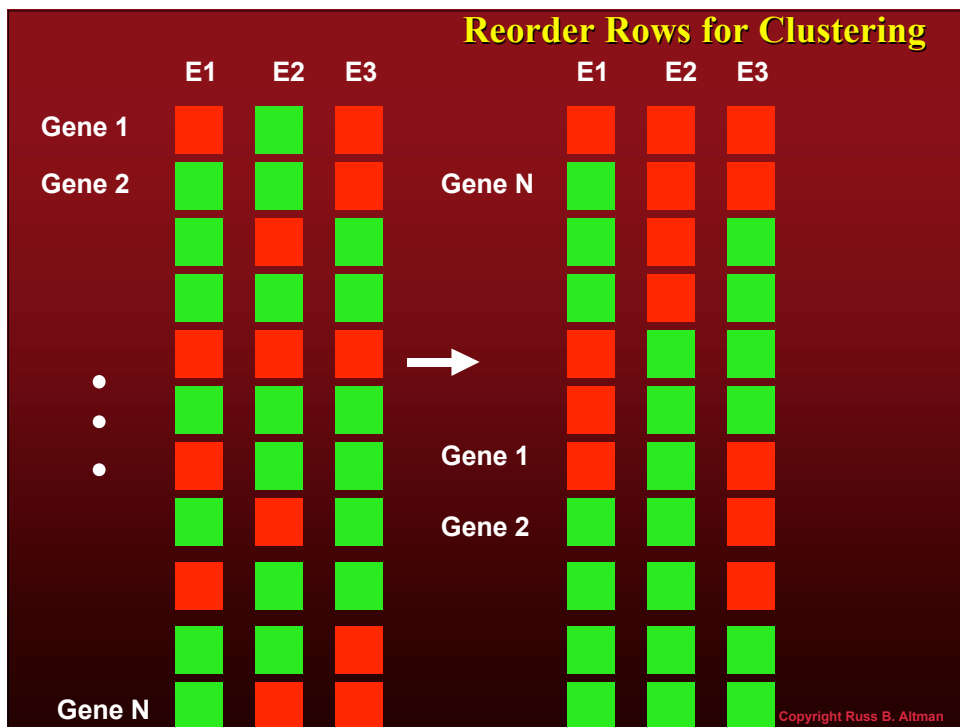 Reorder Rows for Clustering
E1 E2 E3 E1 E2 E3
Gene 1
Gene 2 Gene N
•
•
•
Gene 1
Gene 2
Gene N
Copyright Russ B. Altman